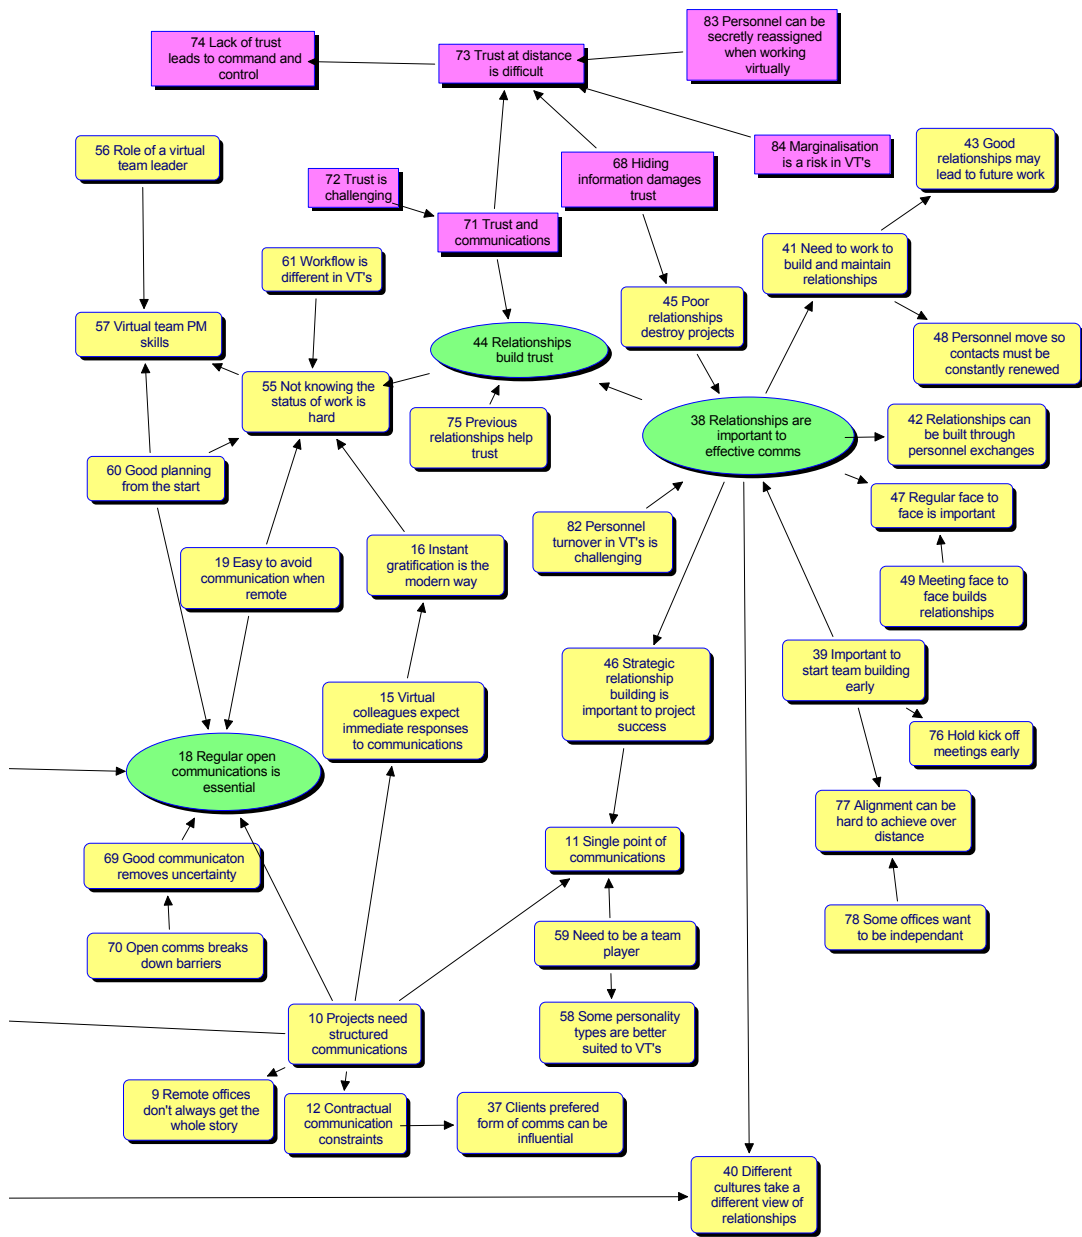 74 Lack of trust
leads to command and
control
73 Trust at distance
is difficult
83 Personnel can be
secretly reassigned
when working
virtually
56 Role of a virtual
team leader
72 Trust is
challenging
68 Hiding
information damages
trust
84 Marginalisation
is a risk in VT's
43 Good
relationships may
lead to future work
71 Trust and
communications
61 Workflow is
different in VT's
41 Need to work to
build and maintain
relationships
45 Poor
relationships
destroy projects
57 Virtual team PM
skills
44 Relationships
build trust
48 Personnel move so
contacts must be
constantly renewed
55 Not knowing the
status of work is
hard
75 Previous
relationships help
trust
38 Relationships are
important to
effective comms
42 Relationships can
be built through
personnel exchanges
60 Good planning
from the start
47 Regular face to
face is important
82 Personnel
turnover in VT's is
challenging
19 Easy to avoid
communication when
remote
16 Instant
gratification is the
modern way
49 Meeting face to
face builds
relationships
46 Strategic
relationship
building is
important to project
success
39 Important to
start team building
early
15 Virtual
colleagues expect
immediate responses
to communications
76 Hold kick off
meetings early
18 Regular open
communications is
essential
77 Alignment can be
hard to achieve over
distance
11 Single point of
communications
69 Good communicaton
removes uncertainty
78 Some offices want
to be independant
59 Need to be a team
player
70 Open comms breaks
down barriers
10 Projects need
structured
communications
58 Some personality
types are better
suited to VT's
9 Remote offices
don't always get the
whole story
12 Contractual
communication
constraints
37 Clients prefered
form of comms can be
influential
40 Different
cultures take a
different view of
relationships